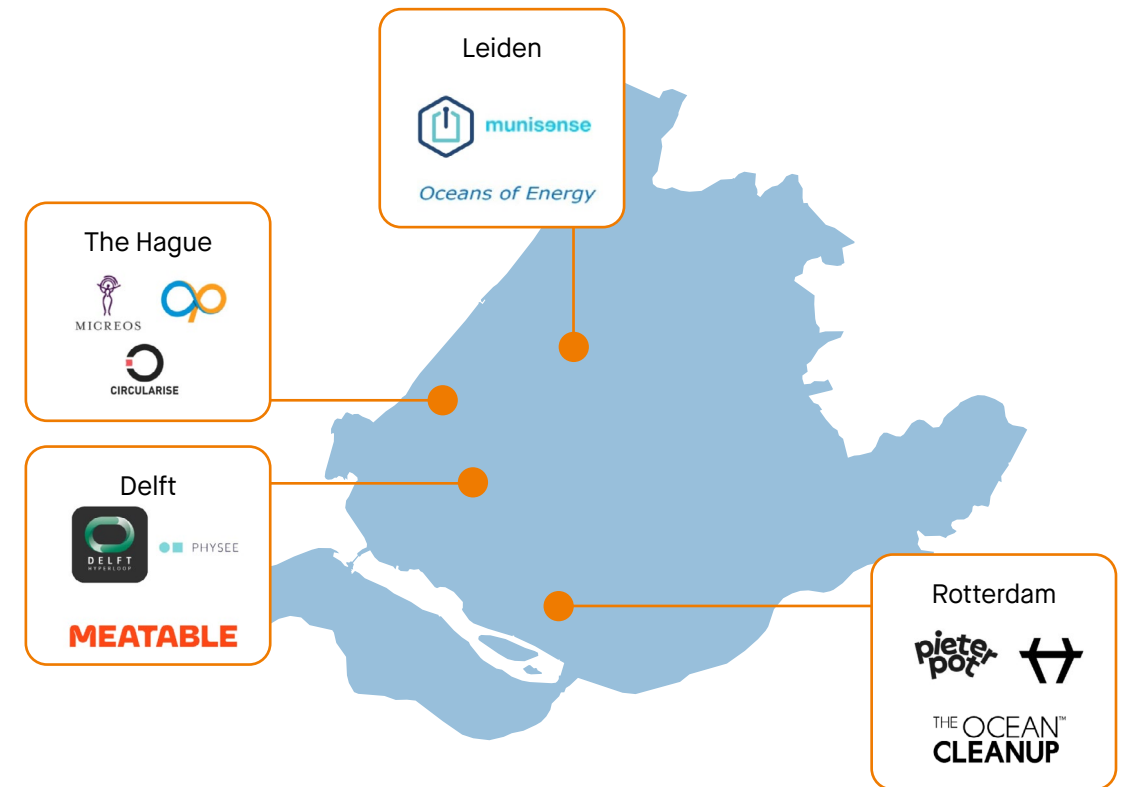 Leiden
munisense
Oceans of Energy
The Hague
MICREOS
CIRCULARISE
Delft
DELFT
HYPERLOOP
PHYSEE
MEATABLE
Rotterdam
pieter
pot
THE OCEAN™
CLEANUP